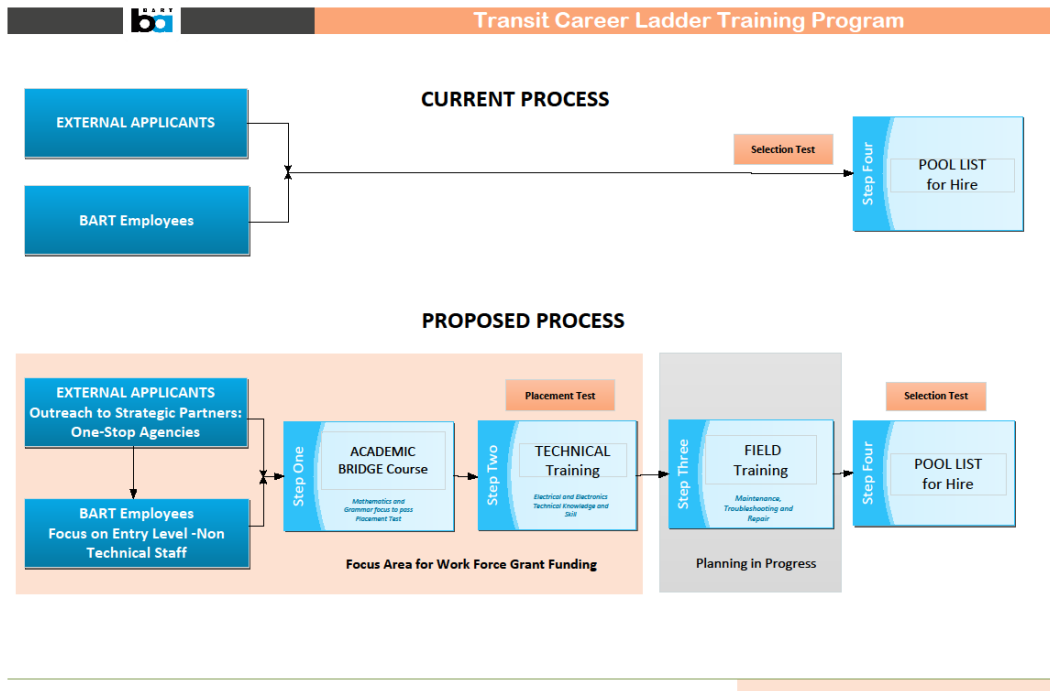 BART
ba
Transit Career Ladder Training Program
CURRENT PROCESS
EXTERNAL APPLICANTS
BART Employees
Selection Test
Step Four
POOL LIST
for Hire
PROPOSED PROCESS
EXTERNAL APPLICANTS
Outreach to Strategic Partners:
One-Stop Agencies
BART Employees
Focus on Entry Level -Non
Technical Staff
Step One
ACADEMIC
BRIDGE Course
Mathematics and
Grammar focus to pass
Placement Test
Placement Test
Step Two
TECHNICAL
Training
Electrical and Electronics
Technical Knowledge and
Skill
Focus Area for Work Force Grant Funding
Step Three
FIELD
Training
Maintenance,
Troubleshooting and
Repair
Planning in Progress
Selection Test
Step Four
POOL LIST
for Hire